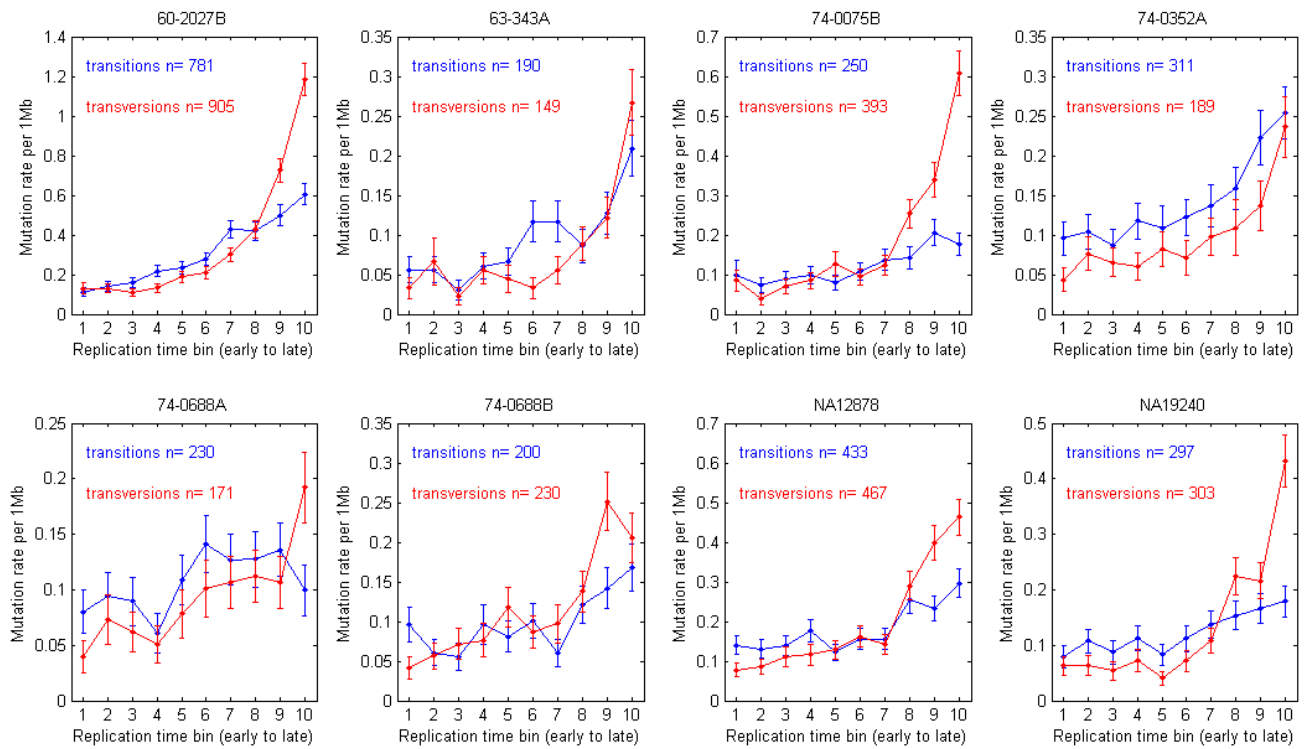 60-2027B
1.4
1.2
1
0.8
0.6
0.4
0.2
0
Mutation rate per 1Mb
transitions n= 781
transversions n= 905
1 2 3 4 5 6 7 8 9 10
Replication time bin (early to late)
63-343A
0.35
0.3
0.25
0.2
0.15
0.1
0.05
0
Mutation rate per 1Mb
transitions n= 190
transversions n= 149
1 2 3 4 5 6 7 8 9 10
Replication time bin (early to late)
74-0075B
0.7
0.6
0.5
0.4
0.3
0.2
0.1
0
Mutation rate per 1Mb
transitions n= 250
transversions n= 393
1 2 3 4 5 6 7 8 9 10
Replication time bin (early to late)
74-0352A
0.35
0.3
0.25
0.2
0.15
0.1
0.05
0
Mutation rate per 1Mb
transitions n= 311
transversions n= 189
1 2 3 4 5 6 7 8 9 10
Replication time bin (early to late)
74-0688A
0.25
0.2
0.15
0.1
0.05
0
Mutation rate per 1Mb
transitions n= 230
transversions n= 171
1 2 3 4 5 6 7 8 9 10
Replication time bin (early to late)
74-0688B
0.35
0.3
0.25
0.2
0.15
0.1
0.05
0
Mutation rate per 1Mb
transitions n= 200
transversions n= 230
1 2 3 4 5 6 7 8 9 10
Replication time bin (early to late)
NA12878
0.7
0.6
0.5
0.4
0.3
0.2
0.1
0
Mutation rate per 1Mb
transitions n= 433
transversions n= 467
1 2 3 4 5 6 7 8 9 10
Replication time bin (early to late)
NA19240
0.5
0.4
0.3
0.2
0.1
0
Mutation rate per 1Mb
transitions n= 297
transversions n= 303
1 2 3 4 5 6 7 8 9 10
Replication time bin (early to late)